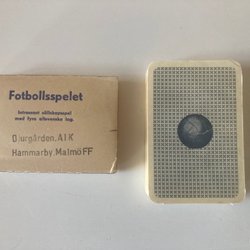 Fotbollsspelet
Intressant sällskapsspel
med fyra allsvenska lag.
Djurgården, AIK
Hammarby, MalmöFF